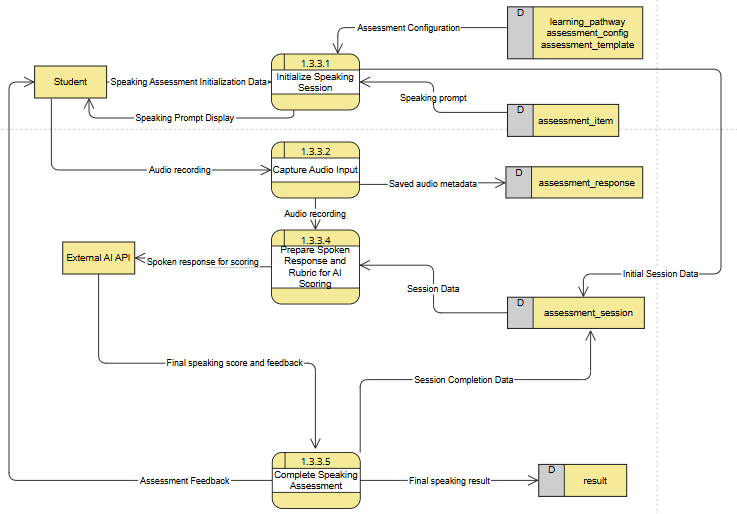 D
learning_pathway
assessment_config
assessment_template
Assessment Configuration
1.3.3.1
Initialize Speaking
Session
Student
Speaking Assessment Initialization Data
Speaking prompt
Speaking Prompt Display
D
assessment_item
1.3.3.2
Capture Audio Input
Audio recording
Saved audio metadata
D
assessment_response
Audio recording
1.3.3.4
Prepare Spoken
Response and
Rubric for AI
Scoring
External AI API
Spoken response for scoring
Initial Session Data
Session Data
D
assessment_session
Final speaking score and feedback
Session Completion Data
1.3.3.5
Complete Speaking
Assessment
Assessment Feedback
Final speaking result
D
result